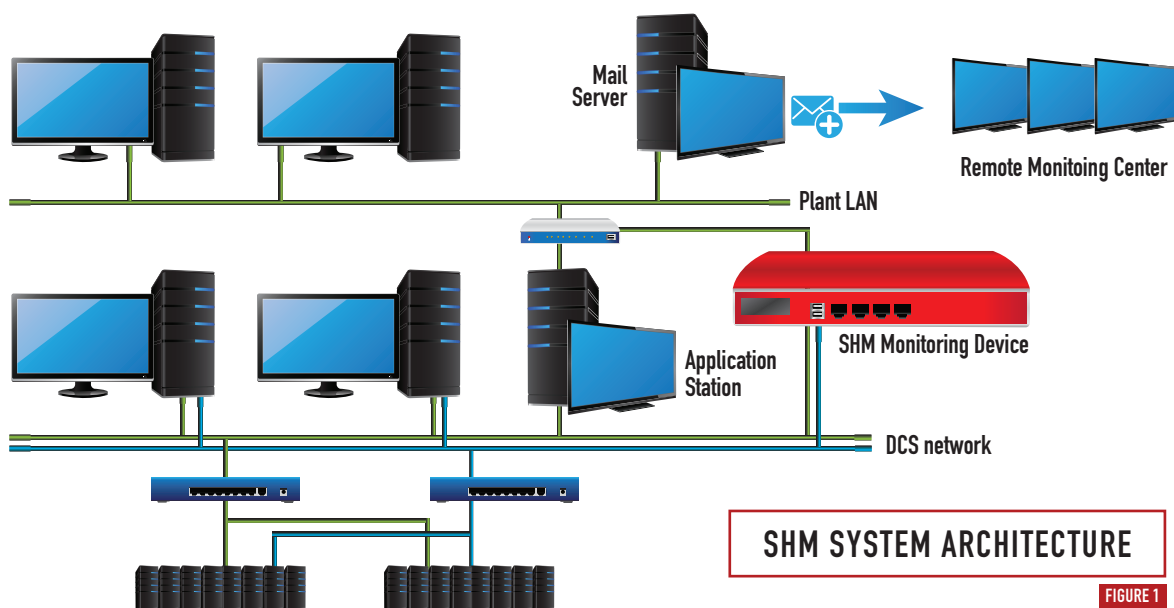 Mail
Server
Remote Monitoing Center
Plant LAN
SHM Monitoring Device
Application
Station
DCS network
SHM SYSTEM ARCHITECTURE
FIGURE 1